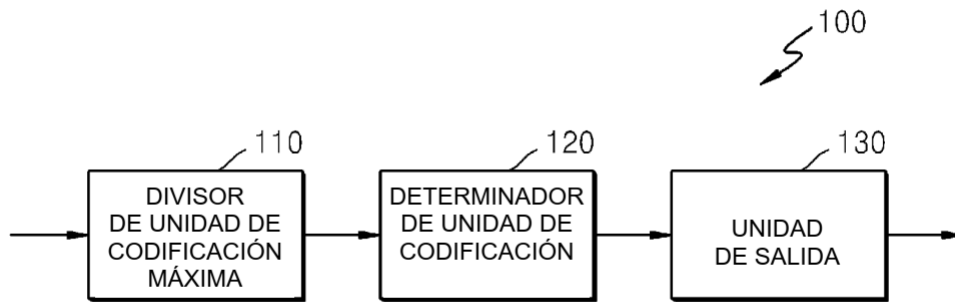 100
110
120
130
DIVISOR
DE UNIDAD DE
CODIFICACIÓN
MÁXIMA
DETERMINADOR
DE UNIDAD DE
CODIFICACIÓN
UNIDAD
DE SALIDA